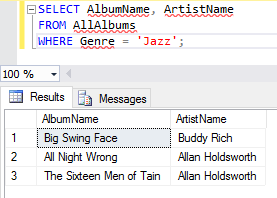 SELECT AlbumName, ArtistName
FROM AllAlbums
WHERE Genre = 'Jazz';
100 %
Results Messages
AlbumName ArtistName
1 Big Swing Face Buddy Rich
2 All Night Wrong Allan Holdsworth
3 The Sixteen Men of Tain Allan Holdsworth